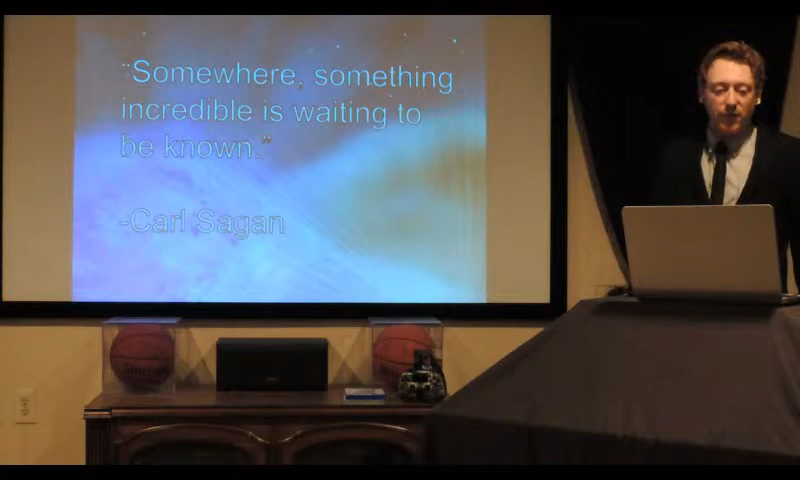 "Somewhere, something
incredible is waiting to
be known."
-Carl Sagan